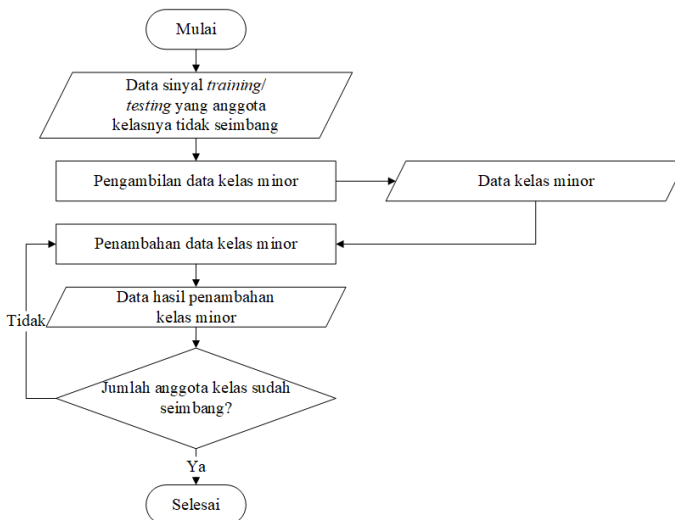 Mulai
Data sinyal training/
testing yang anggota
kelasnya tidak seimbang
Pengambilan data kelas minor
Data kelas minor
Penambahan data kelas minor
Data hasil penambahan
kelas minor
Tidak
Jumlah anggota kelas sudah
seimbang?
Ya
Selesai